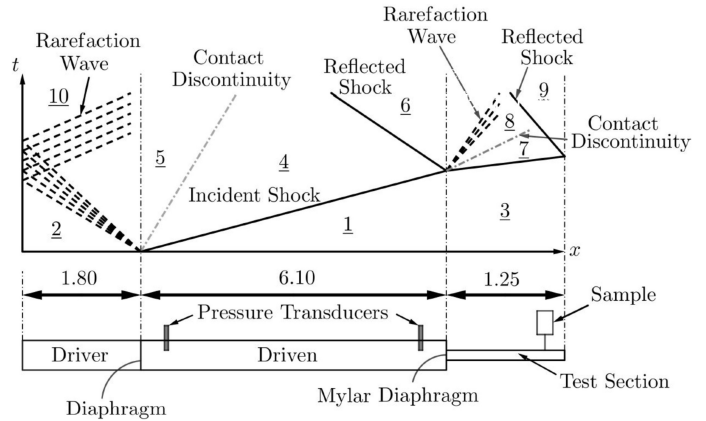 Rarefaction
Wave
Contact
Discontinuity
Reflected
Shock
Rarefaction
Wave
Reflected
Shock
Contact
Discontinuity
Incident Shock
t
x
10
5
4
6
9
8
7
2
1
3
1.80
6.10
1.25
Pressure Transducers
Sample
Driver
Driven
Diaphragm
Mylar Diaphragm
Test Section